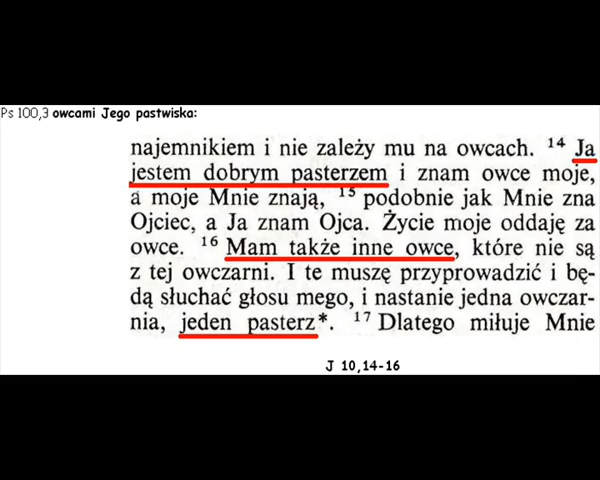 Ps 100,3 owcami Jego pastwiska:
najemnikiem i nie zależy mu na owcach. ¹⁴ Ja
jestem dobrym pasterzem i znam owce moje,
a moje Mnie znają, ¹⁵ podobnie jak Mnie zna
Ojciec, a Ja znam Ojca. Życie moje oddaję za
owce. ¹⁶ Mam także inne owce, które nie są
z tej owczarni. I te muszę przyprowadzić i bę-
dą słuchać głosu mego, i nastanie jedna owczar-
nia, jeden pasterz*. ¹⁷ Dlatego miłuje Mnie
J 10,14-16